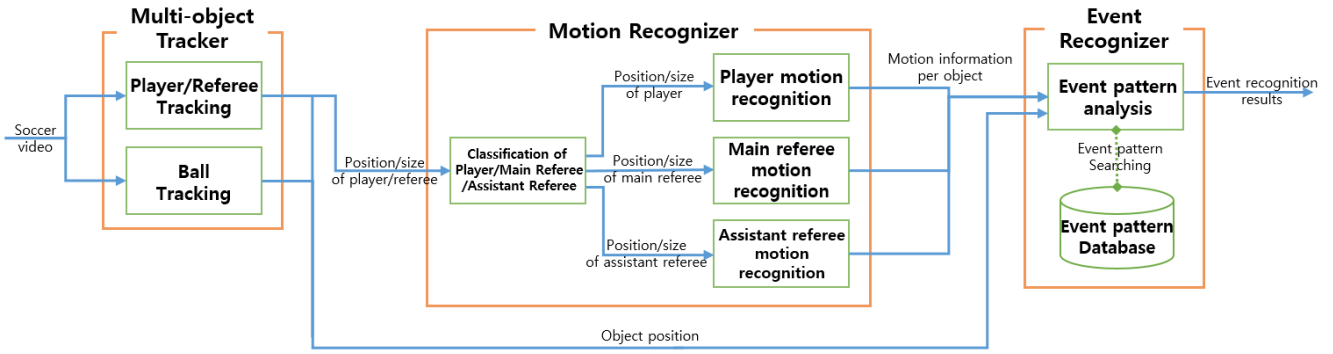 Multi-object
Tracker
Player/Referee
Tracking
Ball
Tracking
Soccer
video
Position/size
of player/referee
Motion Recognizer
Classification of
Player/Main Referee
/Assistant Referee
Position/size
of player
Position/size
of main referee
Position/size
of assistant referee
Player motion
recognition
Main referee
motion
recognition
Assistant referee
motion
recognition
Motion information
per object
Object position
Event
Recognizer
Event pattern
analysis
Event pattern
Searching
Event pattern
Database
Event recognition
results